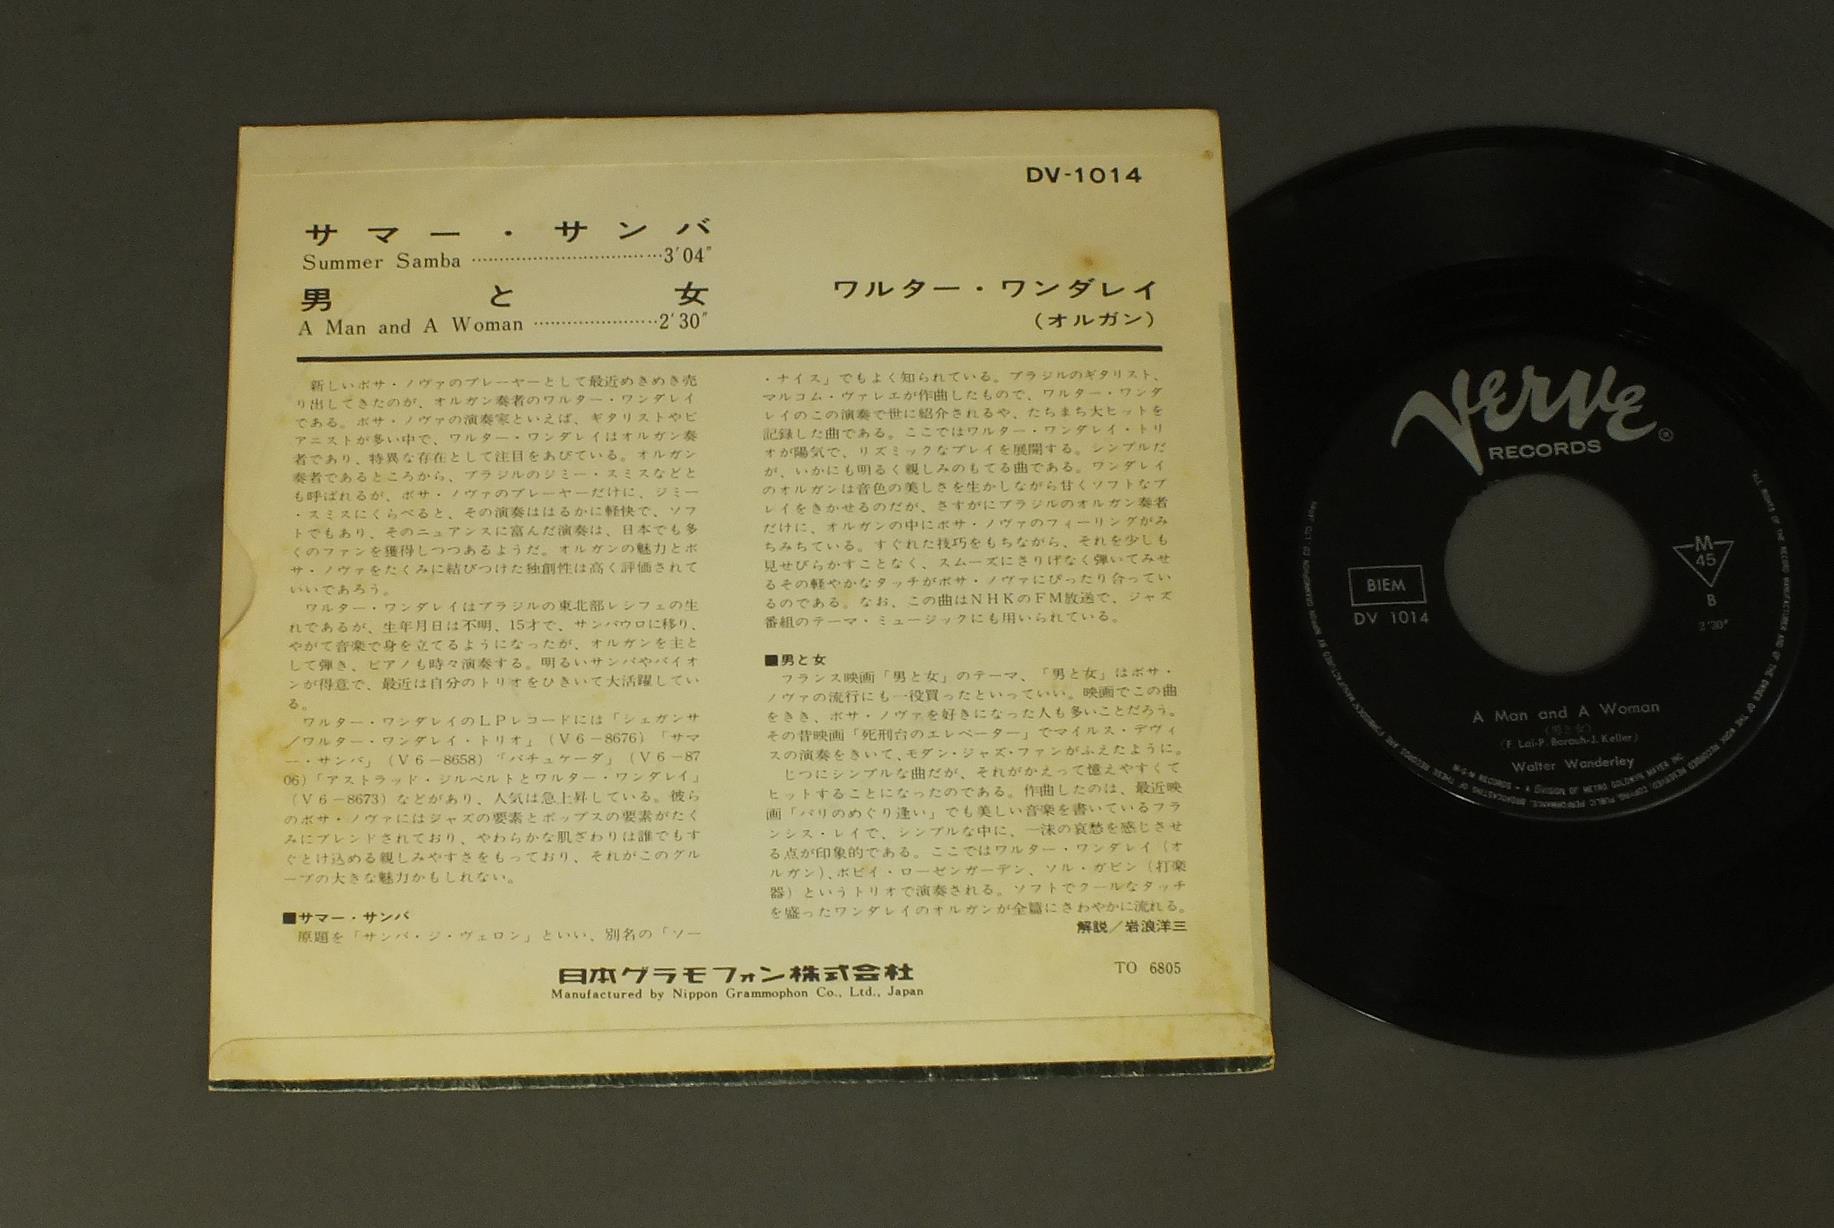 DV-1014
サマー・サンバ
Summer Samba ………………………………3′04″
男と女
A Man and A Woman ……………………2′30″
ワルター・ワンダレイ
(オルガン)
新しいボサ・ノヴァのプレーヤーとして最近めきめき売
り出してきたのが、オルガン奏者のワルター・ワンダレイ
である。ボサ・ノヴァの演奏家といえば、ギタリストやピ
アニストが多い中で、ワルター・ワンダレイはオルガン奏
者であり、特異な存在として注目をあびている。オルガン
奏者であるところから、ブラジルのジミー・スミスなどと
も呼ばれるが、ボサ・ノヴァのプレーヤーだけに、ジミー
・スミスにくらべると、その演奏ははるかに軽快で、ソフ
トでもあり、そのニュアンスに富んだ演奏は、日本でも多
くのファンを獲得しつつあるようだ。オルガンの魅力とボ
サ・ノヴァをたくみに結びつけた独創性は高く評価されて
いいであろう。
ワルター・ワンダレイはブラジルの東北部レシフェの生
れであるが、生年月日は不明、15才で、サンパウロに移り、
やがて音楽で身を立てるようになったが、オルガンを主と
して弾き、ピアノも時々演奏する。明るいサンバやバイオ
ンが得意で、最近は自分のトリオをひきいて大活躍してい
る。
ワルター・ワンダレイのLPレコードには「シェガンサ
/ワルター・ワンダレイ・トリオ」(V6-8676)「サマ
ー・サンバ」(V6-8658)「バチュケーダ」(V6-87
06)「アストラッド・ジルベルトとワルター・ワンダレイ」
(V6-8673)などがあり、人気は急上昇している。彼ら
のボサ・ノヴァにはジャズの要素とポップスの要素がたく
みにブレンドされており、やわらかな肌ざわりは誰でもす
ぐとけ込める親しみやすさをもっており、それがこのグル
ープの大きな魅力かもしれない。
■サマー・サンバ
原題を「サンバ・ジ・ヴェロン」といい、別名の「ソー
・ナイス」でもよく知られている。ブラジルのギタリスト、
マルコム・ヴァレエが作曲したもので、ワルター・ワンダ
レイのこの演奏で世に紹介されるや、たちまち大ヒットを
記録した曲である。ここではワルター・ワンダレイ・トリ
オが陽気で、リズミックなプレイを展開する。シンプルだ
が、いかにも明るく親しみのもてる曲である。ワンダレイ
のオルガンは音色の美しさを生かしながら甘くソフトなプ
レイをきかせるのだが、さすがにブラジルのオルガン奏者
だけに、オルガンの中にボサ・ノヴァのフィーリングがみ
ちみちている。すぐれた技巧をもちながら、それを少しも
見せびらかすことなく、スムーズにさりげなく弾いてみせ
るその軽やかなタッチがボサ・ノヴァにぴったり合ってい
るのである。なお、この曲はNHKのFM放送で、ジャズ
番組のテーマ・ミュージックにも用いられている。
■男と女
フランス映画「男と女」のテーマ、「男と女」はボサ・
ノヴァの流行にも一役買ったといっていい。映画でこの曲
をきき、ボサ・ノヴァを好きになった人も多いことだろう。
その昔映画「死刑台のエレベーター」でマイルス・デヴィ
スの演奏をきいて、モダン・ジャズ・ファンがふえたように。
じつにシンプルな曲だが、それがかえって憶えやすくて
ヒットすることになったのである。作曲したのは、最近映
画「パリのめぐり逢い」でも美しい音楽を書いているフラ
ンシス・レイで、シンプルな中に、一沫の哀愁を感じさせ
る点が印象的である。ここではワルター・ワンダレイ(オ
ルガン)、ボビイ・ローゼンガーデン、ソル・ガビン(打楽
器)というトリオで演奏される。ソフトでクールなタッチ
を盛ったワンダレイのオルガンが全篇にさわやかに流れる。
解説/岩浪洋三
日本グラモフォン株式会社
Manufactured by Nippon Grammophon Co., Ltd., Japan
TO 6805
Verve
RECORDS
BIEM
DV 1014
M
45
B
2′30″
A Man and A Woman
(男と女)
(F. Lai-P. Barouh-J. Keller)
Walter Wanderley